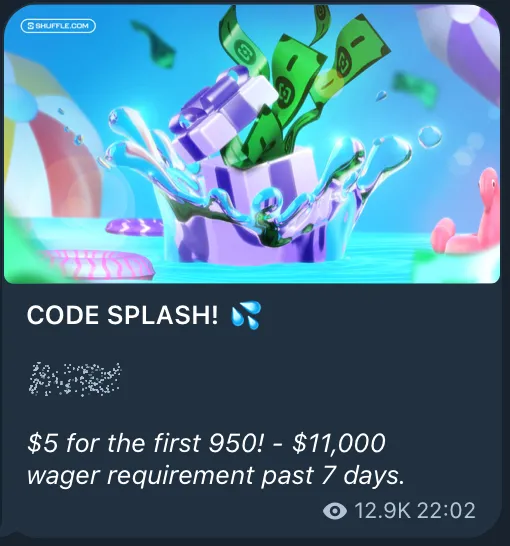 SHUFFLE.COM
CODE SPLASH! 💦
$5 for the first 950! - $11,000
wager requirement past 7 days.
12.9K 22:02